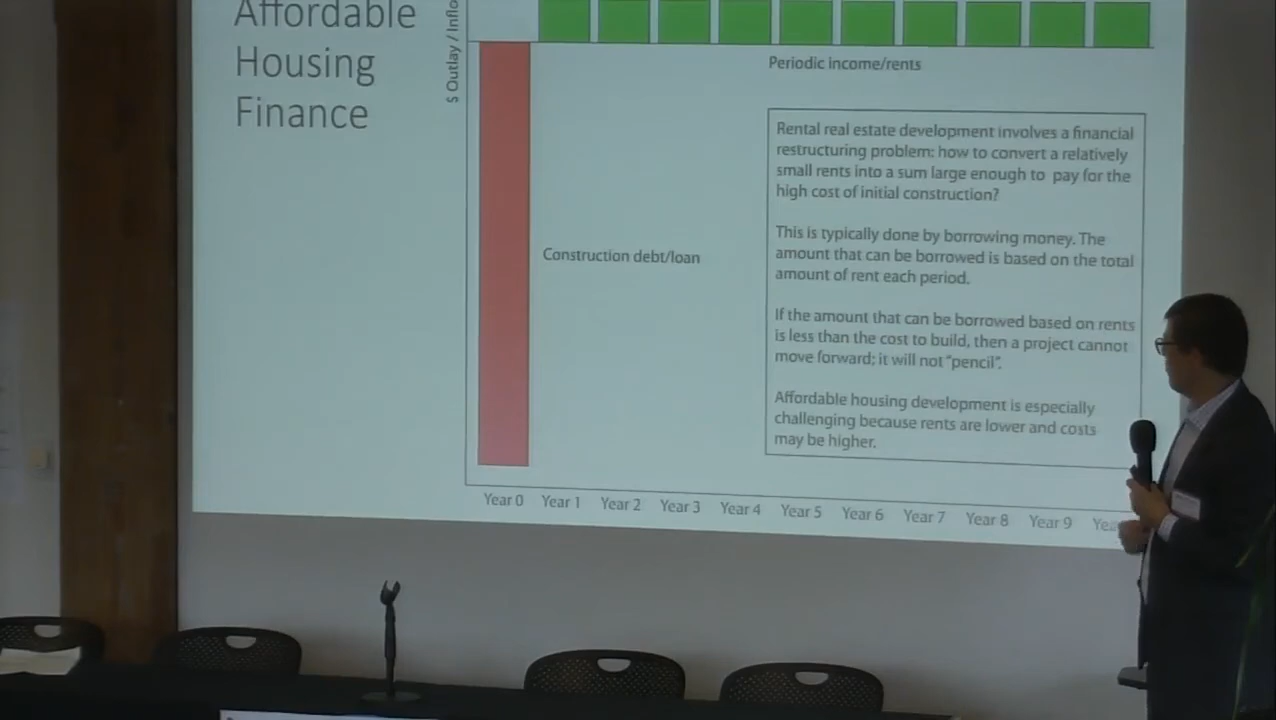 Affordable
Housing
Finance
$ Outlay / Inflo
Periodic income/rents
Construction debt/loan
Rental real estate development involves a financial
restructuring problem: how to convert a relatively
small rents into a sum large enough to pay for the
high cost of initial construction?
This is typically done by borrowing money. The
amount that can be borrowed is based on the total
amount of rent each period.
If the amount that can be borrowed based on rents
is less than the cost to build, then a project cannot
move forward; it will not "pencil".
Affordable housing development is especially
challenging because rents are lower and costs
may be higher.
Year 0 Year 1 Year 2 Year 3 Year 4 Year 5 Year 6 Year 7 Year 8 Year 9 Yea